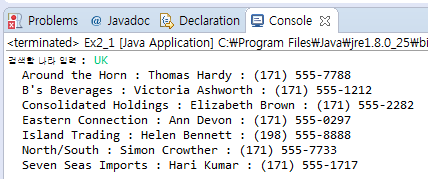 Problems @ Javadoc Declaration Console
<terminated> Ex2_1 [Java Application] C:₩Program Files₩Java₩jre1.8.0_25₩bi
검색할 나라 입력 : UK
Around the Horn : Thomas Hardy : (171) 555-7788
B's Beverages : Victoria Ashworth : (171) 555-1212
Consolidated Holdings : Elizabeth Brown : (171) 555-2282
Eastern Connection : Ann Devon : (171) 555-0297
Island Trading : Helen Bennett : (198) 555-8888
North/South : Simon Crowther : (171) 555-7733
Seven Seas Imports : Hari Kumar : (171) 555-1717